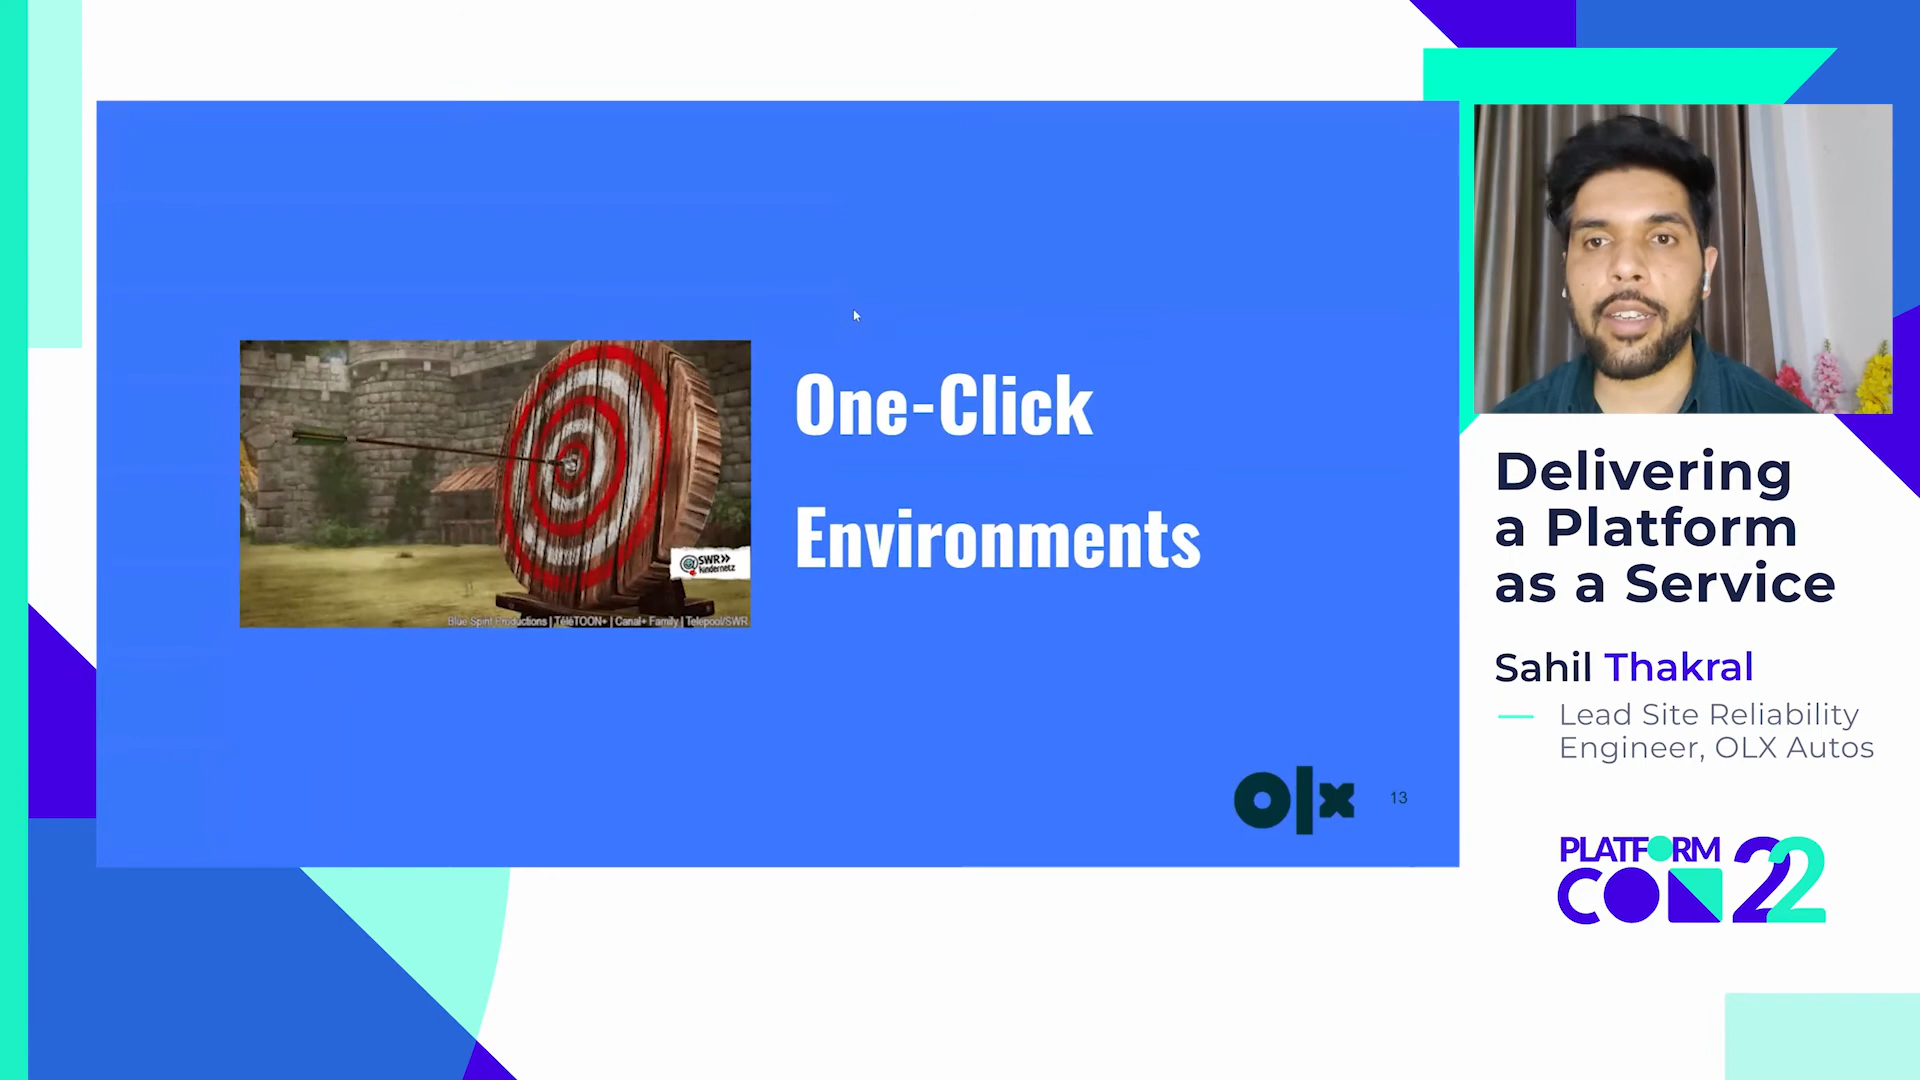 One-Click
Environments
SWR»
kindernetz
Blue Spirit Productions | TéléTOON+ | Canal+ Family | Telepool/SWR
olx
13
Delivering
a Platform
as a Service
Sahil Thakral
Lead Site Reliability
Engineer, OLX Autos
PLATFORM
CON 22